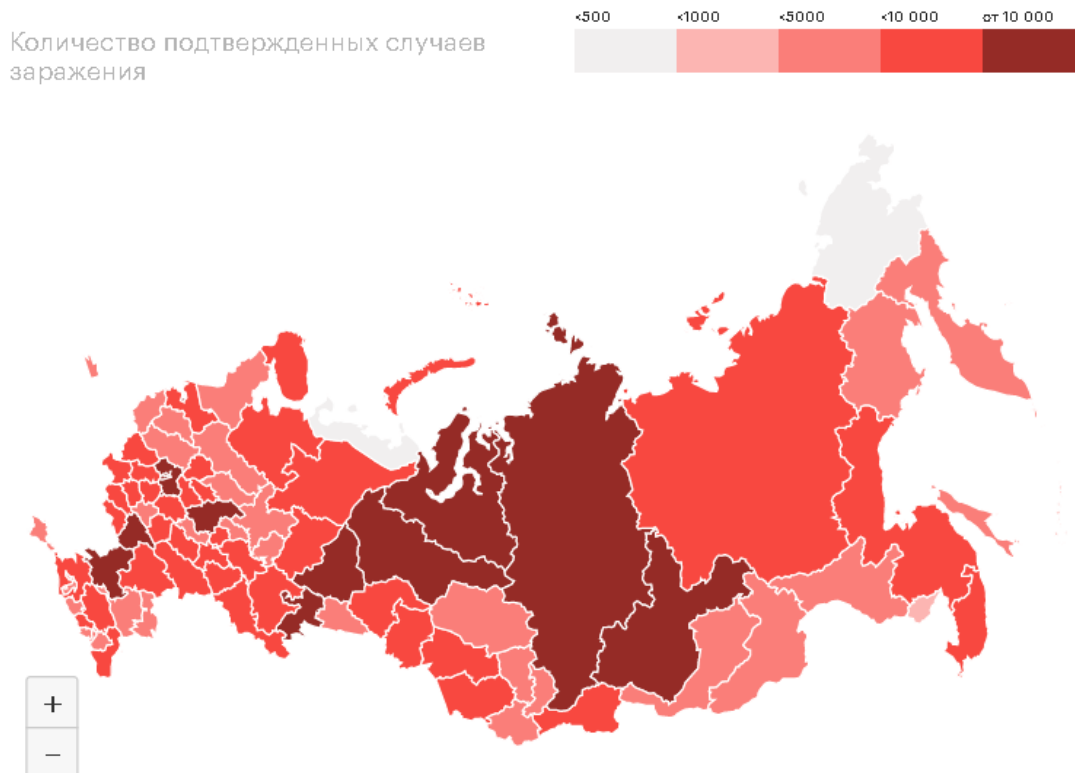 Количество подтвержденных случаев
заражения
<500 <1000 <5000 <10 000 от 10 000
+
−